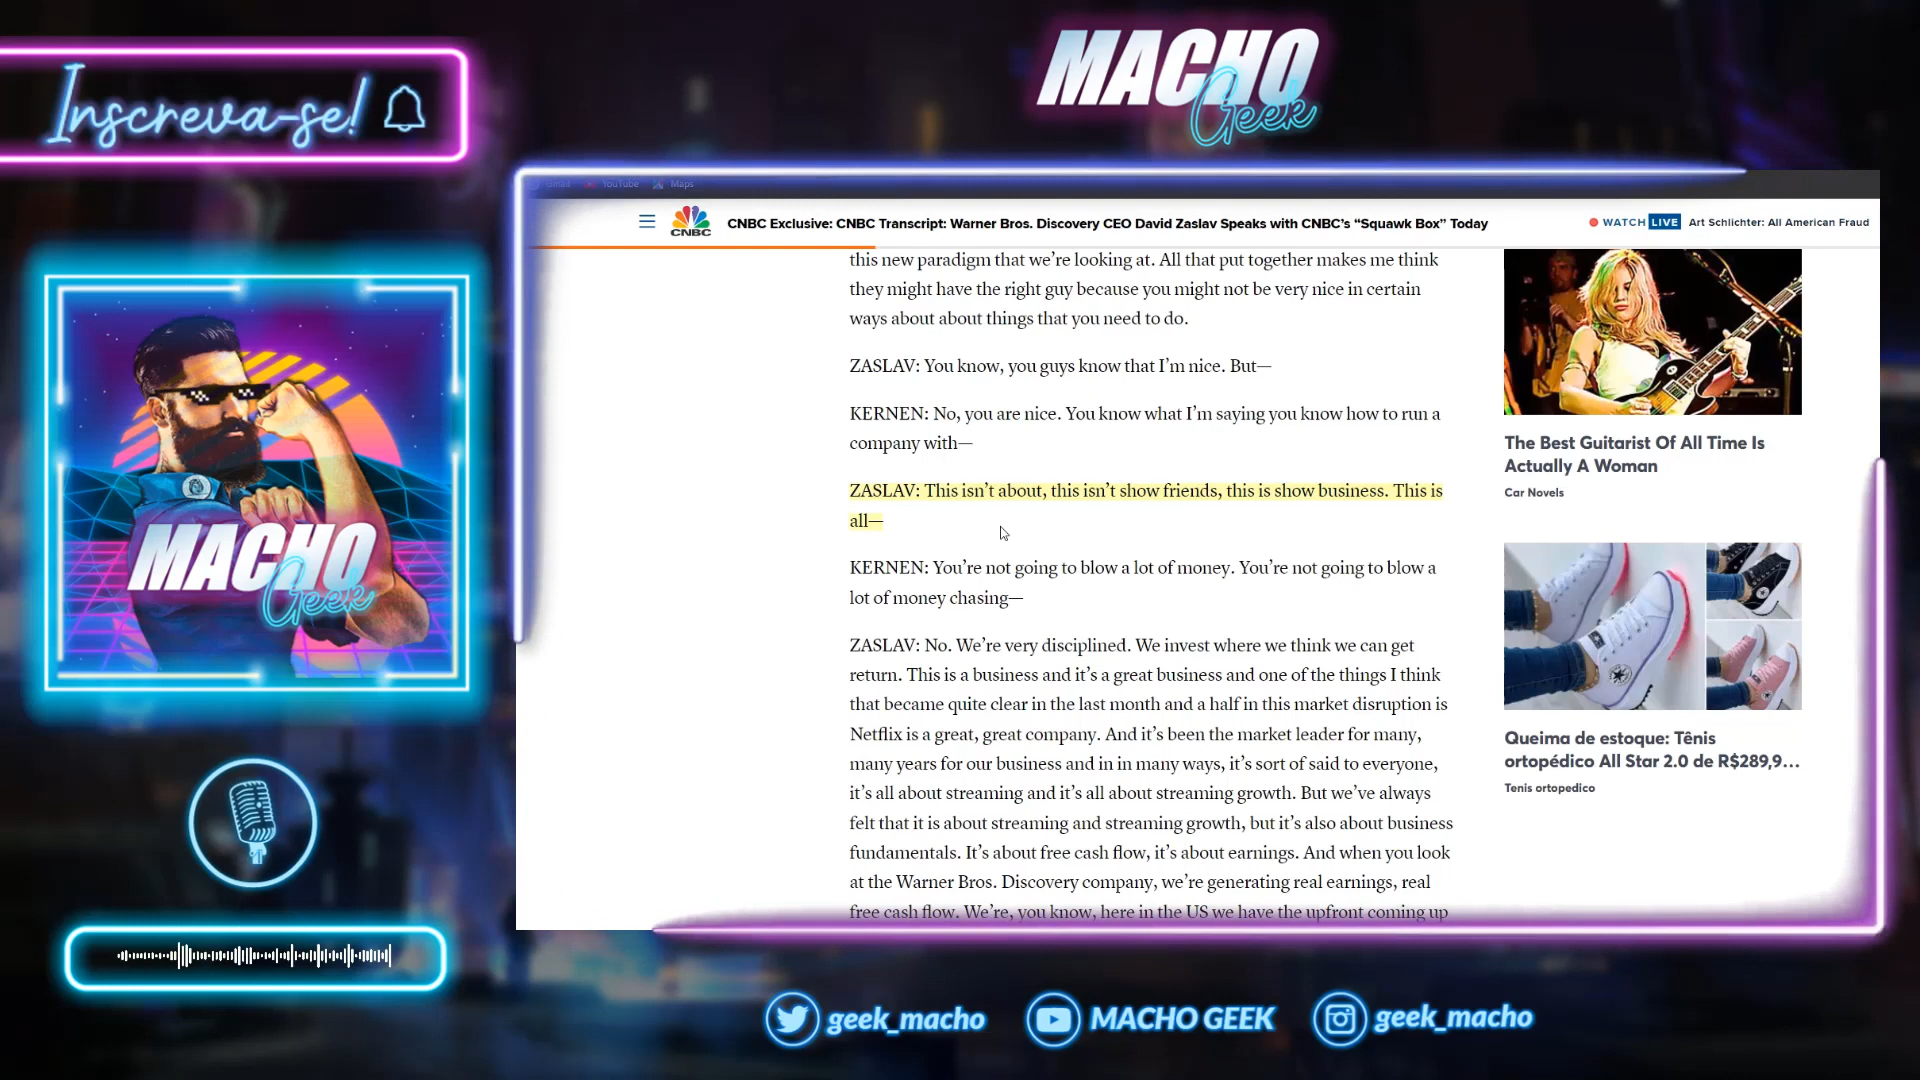 Inscreva-se!
MACHO
Geek
Gmail YouTube Maps
CNBC
CNBC Exclusive: CNBC Transcript: Warner Bros. Discovery CEO David Zaslav Speaks with CNBC’s “Squawk Box” Today
WATCH LIVE Art Schlichter: All American Fraud
this new paradigm that we’re looking at. All that put together makes me think
they might have the right guy because you might not be very nice in certain
ways about about things that you need to do.
ZASLAV: You know, you guys know that I’m nice. But—
KERNEN: No, you are nice. You know what I’m saying you know how to run a
company with—
ZASLAV: This isn’t about, this isn’t show friends, this is show business. This is
all—
KERNEN: You’re not going to blow a lot of money. You’re not going to blow a
lot of money chasing—
ZASLAV: No. We’re very disciplined. We invest where we think we can get
return. This is a business and it’s a great business and one of the things I think
that became quite clear in the last month and a half in this market disruption is
Netflix is a great, great company. And it’s been the market leader for many,
many years for our business and in in many ways, it’s sort of said to everyone,
it’s all about streaming and it’s all about streaming growth. But we’ve always
felt that it is about streaming and streaming growth, but it’s also about business
fundamentals. It’s about free cash flow, it’s about earnings. And when you look
at the Warner Bros. Discovery company, we’re generating real earnings, real
free cash flow. We’re, you know, here in the US we have the upfront coming up
The Best Guitarist Of All Time Is
Actually A Woman
Car Novels
Queima de estoque: Tênis
ortopédico All Star 2.0 de R$289,9...
Tenis ortopedico
MACHO
Geek
geek_macho
MACHO GEEK
geek_macho